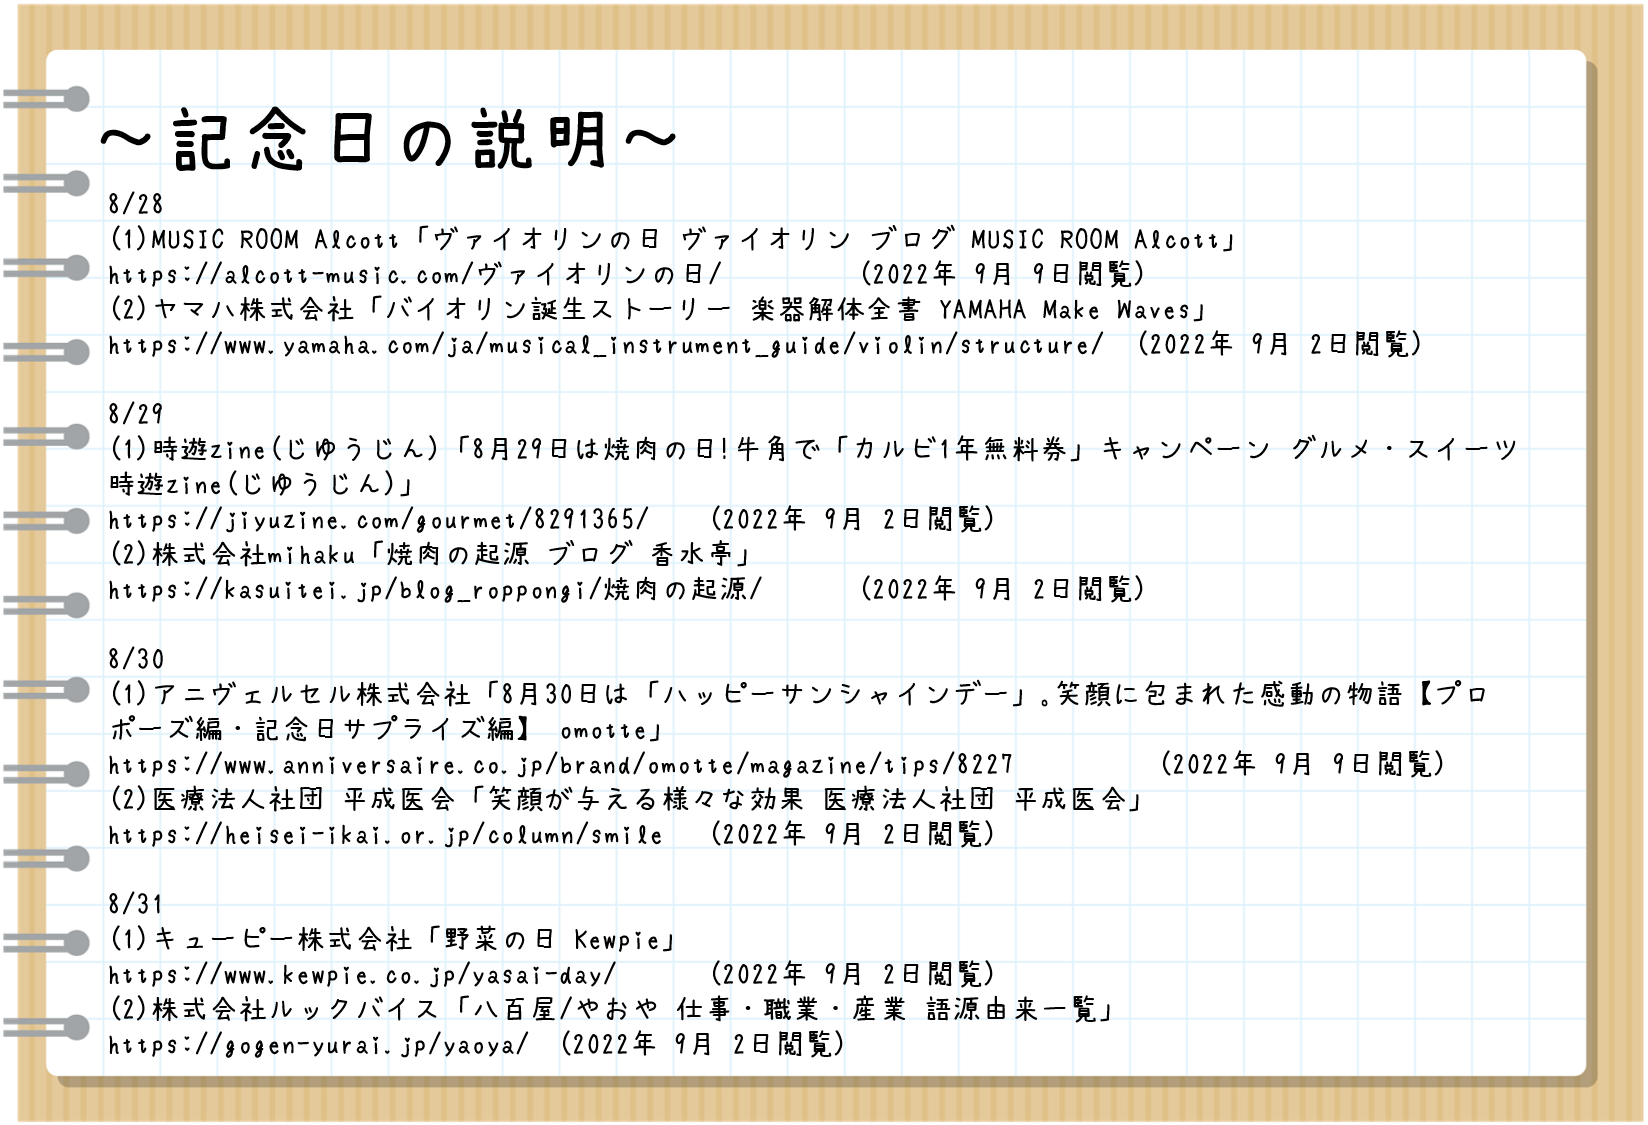 ～記念日の説明～
8/28
(1)MUSIC ROOM Alcott「ヴァイオリンの日 ヴァイオリン ブログ MUSIC ROOM Alcott」
https://alcott-music.com/ヴァイオリンの日/ (2022年 9月 9日閲覧)
(2)ヤマハ株式会社「バイオリン誕生ストーリー 楽器解体全書 YAMAHA Make Waves」
https://www.yamaha.com/ja/musical_instrument_guide/violin/structure/ (2022年 9月 2日閲覧)
8/29
(1)時遊zine(じゆうじん)「8月29日は焼肉の日!牛角で「カルビ1年無料券」キャンペーン グルメ・スイーツ
時遊zine(じゆうじん)」
https://jiyuzine.com/gourmet/8291365/ (2022年 9月 2日閲覧)
(2)株式会社mihaku「焼肉の起源 ブログ 香水亭」
https://kasuitei.jp/blog_roppongi/焼肉の起源/ (2022年 9月 2日閲覧)
8/30
(1)アニヴェルセル株式会社「8月30日は「ハッピーサンシャインデー」。笑顔に包まれた感動の物語【プロ
ポーズ編・記念日サプライズ編】 omotte」
https://www.anniversaire.co.jp/brand/omotte/magazine/tips/8227 (2022年 9月 9日閲覧)
(2)医療法人社団 平成医会「笑顔が与える様々な効果 医療法人社団 平成医会」
https://heisei-ikai.or.jp/column/smile (2022年 9月 2日閲覧)
8/31
(1)キューピー株式会社「野菜の日 Kewpie」
https://www.kewpie.co.jp/yasai-day/ (2022年 9月 2日閲覧)
(2)株式会社ルックバイス「八百屋/やおや 仕事・職業・産業 語源由来一覧」
https://gogen-yurai.jp/yaoya/ (2022年 9月 2日閲覧)